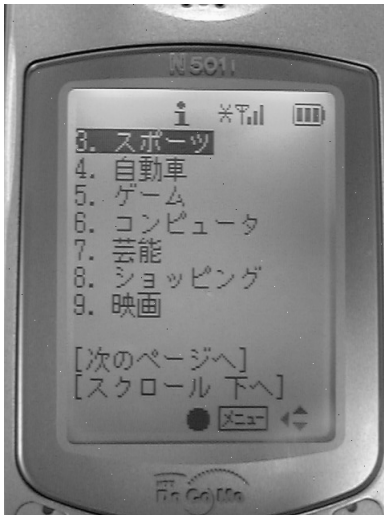 N501i
i
3. スポーツ
4. 自動車
5. ゲーム
6. コンピュータ
7. 芸能
8. ショッピング
9. 映画
[次のページへ]
[スクロール 下へ]
メニュー
NTT
DoCoMo